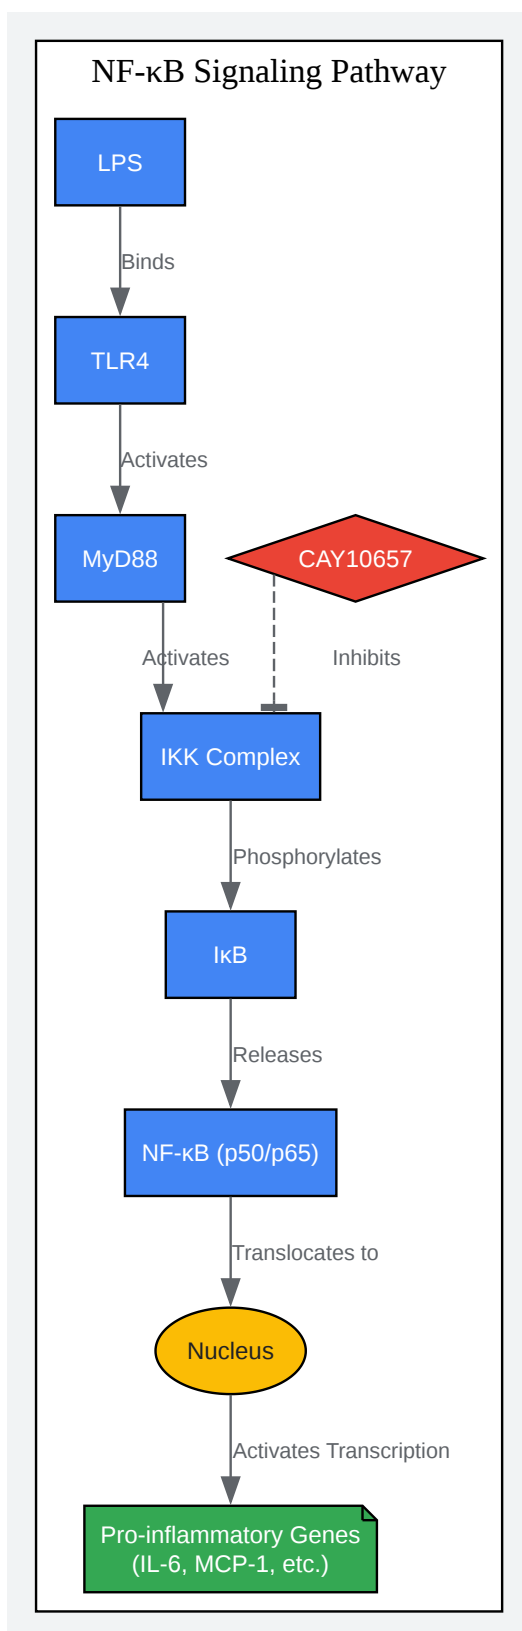 NF-κB Signaling Pathway
LPS
Binds
TLR4
Activates
MyD88
CAY10657
Activates
Inhibits
IKK Complex
Phosphorylates
IκB
Releases
NF-κB (p50/p65)
Translocates to
Nucleus
Activates Transcription
Pro-inflammatory Genes
(IL-6, MCP-1, etc.)